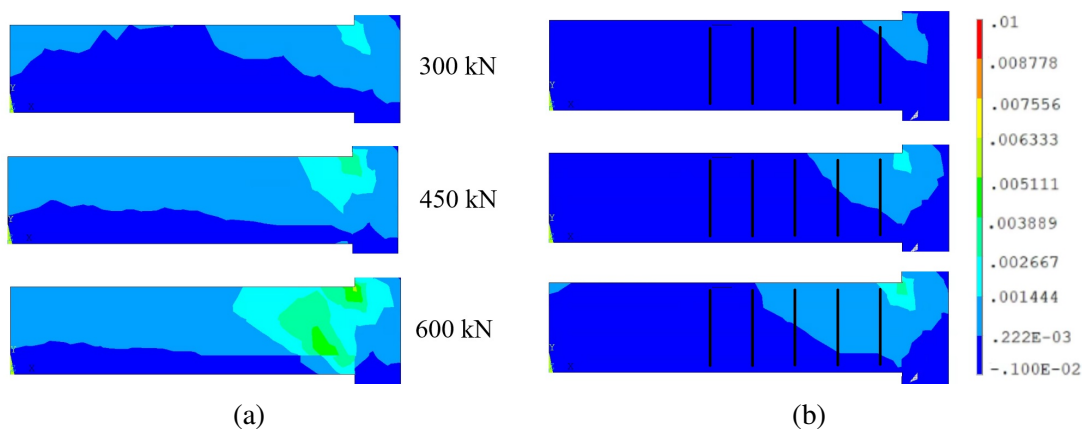 300 kN
450 kN
600 kN
.01
.008778
.007556
.006333
.005111
.003889
.002667
.001444
.222E-03
-.100E-02
(a)
(b)